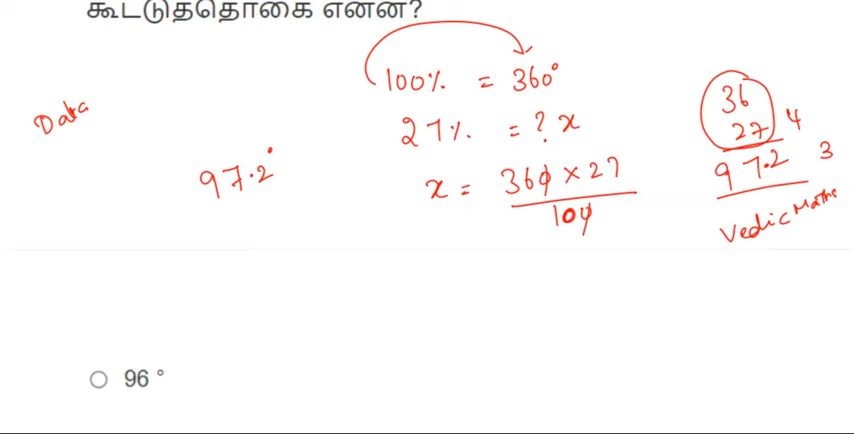 கூட்டுத்தொகை என்ன?
100% = 360°
Data
27% = ? x
97.2°
x = 360 × 27
100
36
27 4
97.2 3
Vedic Maths
96 °